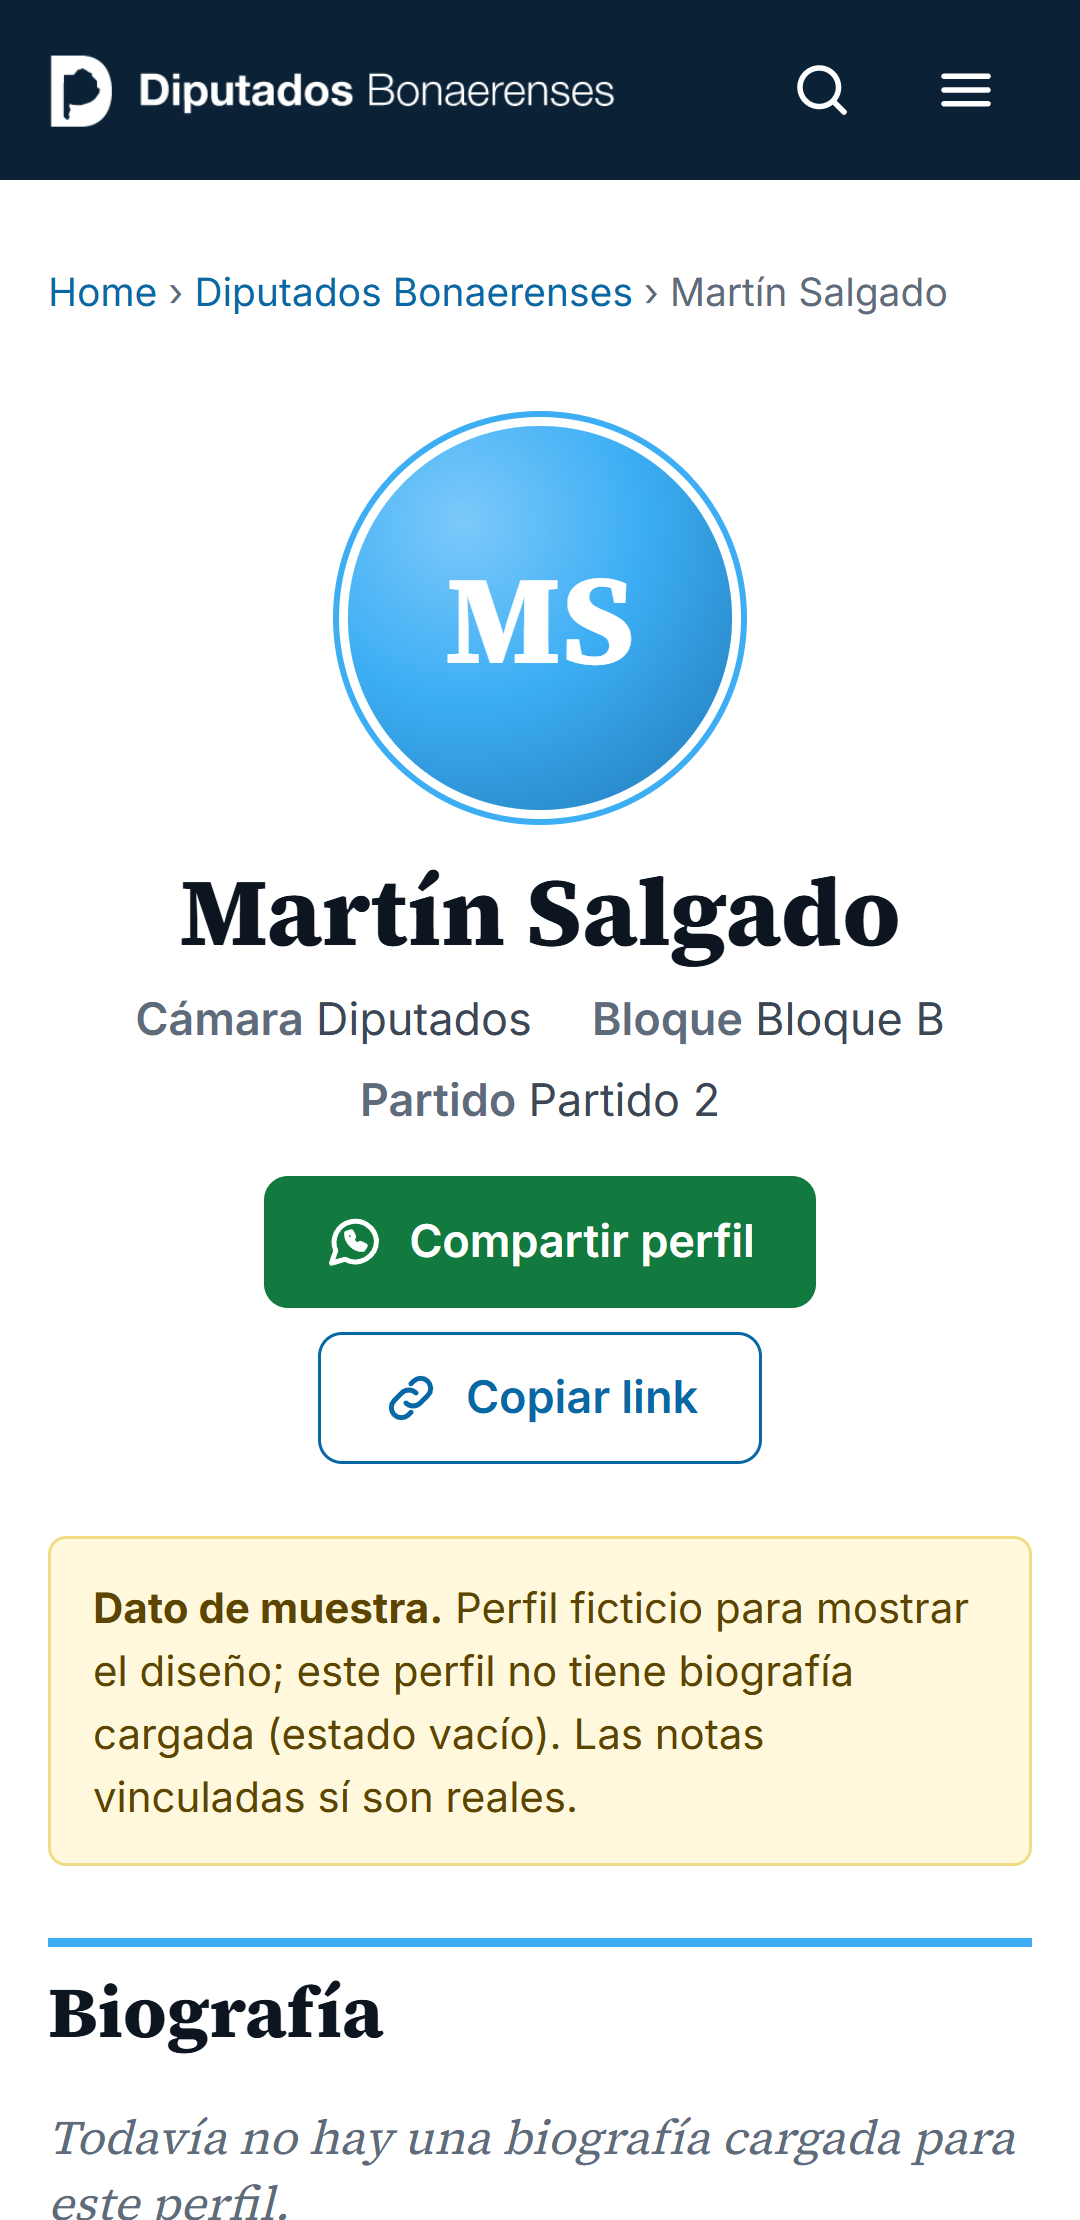 Diputados Bonaerenses
Home › Diputados Bonaerenses › Martín Salgado
MS
Martín Salgado
Cámara Diputados Bloque Bloque B
Partido Partido 2
Compartir perfil
Copiar link
Dato de muestra. Perfil ficticio para mostrar
el diseño; este perfil no tiene biografía
cargada (estado vacío). Las notas
vinculadas sí son reales.
Biografía
Todavía no hay una biografía cargada para
este perfil.